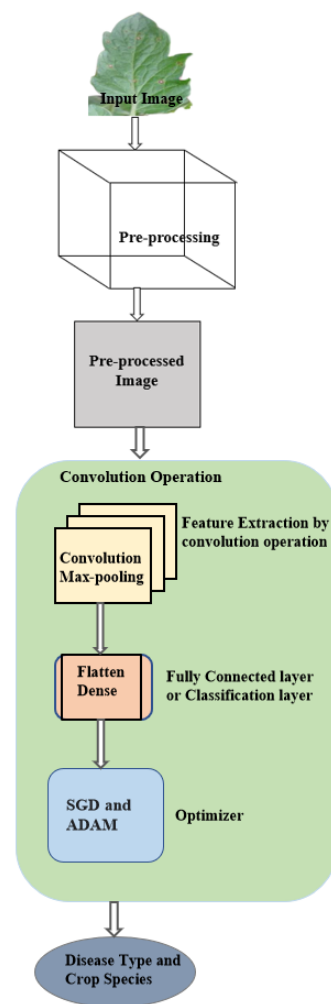 Input Image
Pre-processing
Pre-processed
Image
Convolution Operation
Feature Extraction by
convolution operation
Convolution
Max-pooling
Flatten
Dense
Fully Connected layer
or Classification layer
SGD and
ADAM
Optimizer
Disease Type and
Crop Species